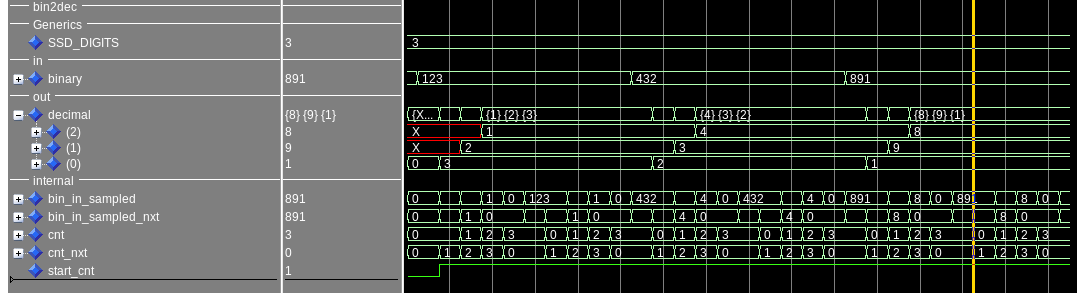 bin2dec
Generics
SSD_DIGITS 3 3
in
binary 891 123 432 891
out
decimal {8} {9} {1} {X... {1} {2} {3} {4} {3} {2} {8} {9} {1}
(2) 8 X 1 4 8
(1) 9 X 2 3 9
(0) 1 0 3 2 1
internal
bin_in_sampled 891 0 1 0 123 1 0 432 4 0 432 4 0 891 8 0 89 8 0
bin_in_sampled_nxt 891 0 1 0 1 0 4 0 4 0 8 0 8 0
cnt 3 0 1 2 3 0 1 2 3 0 1 2 3 0 1 2 3 0 1 2 3 0 1 2 3
cnt_nxt 0 0 1 2 3 0 1 2 3 0 1 2 3 0 1 2 3 0 1 2 3 0 1 2 3 0
start_cnt 1